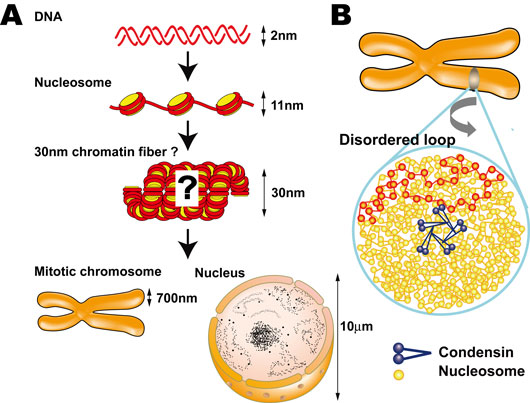 A
DNA
2nm
Nucleosome
11nm
30nm chromatin fiber ?
?
30nm
Mitotic chromosome
700nm
Nucleus
10μm
B
Disordered loop
Condensin
Nucleosome